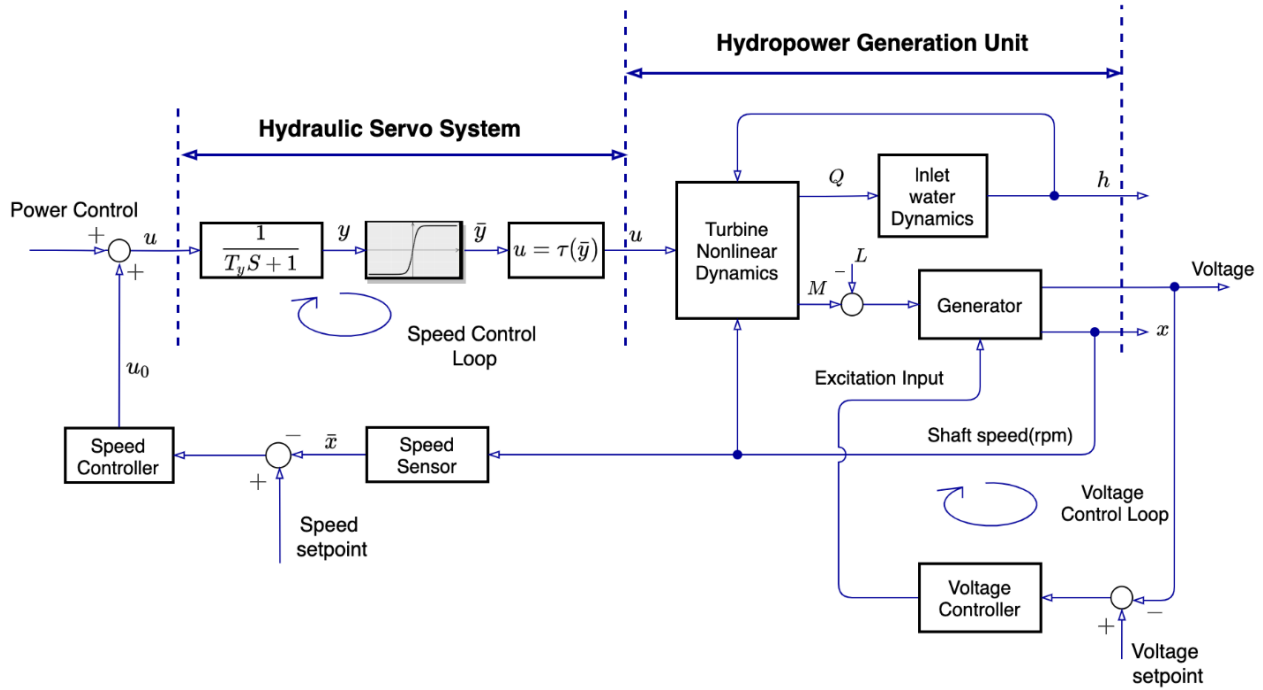 Hydropower Generation Unit
Hydraulic Servo System
Power Control
+
+
u
1
T_y S + 1
y
ȳ
u = τ(ȳ)
u
Turbine
Nonlinear
Dynamics
Q
Inlet
water
Dynamics
h
M
−
L
Generator
Voltage
x
Speed Control
Loop
Excitation Input
u_0
Shaft speed(rpm)
Speed
Controller
−
+
x̄
Speed
Sensor
Speed
setpoint
Voltage
Control Loop
Voltage
Controller
+
−
Voltage
setpoint